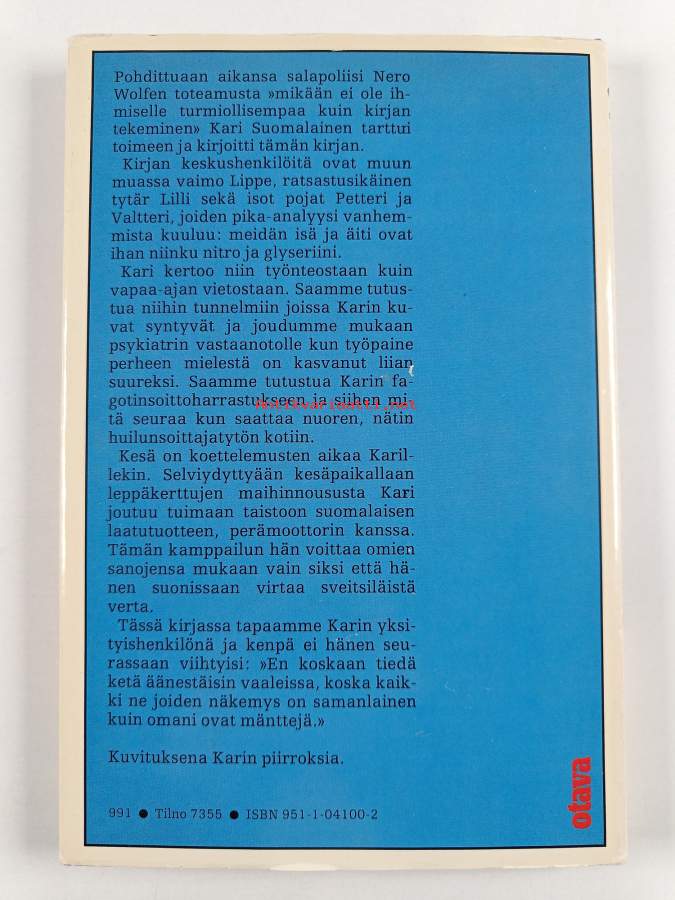 Pohdittuaan aikansa salapoliisi Nero
Wolfen toteamusta »mikään ei ole ih-
miselle turmiollisempaa kuin kirjan
tekeminen» Kari Suomalainen tarttui
toimeen ja kirjoitti tämän kirjan.
Kirjan keskushenkilöitä ovat muun
muassa vaimo Lippe, ratsastusikäinen
tytär Lilli sekä isot pojat Petteri ja
Valtteri, joiden pika-analyysi vanhem-
mista kuuluu: meidän isä ja äiti ovat
ihan niinku nitro ja glyseriini.
Kari kertoo niin työnteostaan kuin
vapaa-ajan vietostaan. Saamme tutus-
tua niihin tunnelmiin joissa Karin ku-
vat syntyvät ja joudumme mukaan
psykiatrin vastaanotolle kun työpaine
perheen mielestä on kasvanut liian
suureksi. Saamme tutustua Karin fa-
gotinsoittoharrastukseen ja siihen mi-
tä seuraa kun saattaa nuoren, nätin
huilunsoittajatytön kotiin.
Kesä on koettelemusten aikaa Karil-
lekin. Selviydyttyään kesäpaikallaan
leppäkerttujen maihinnoususta Kari
joutuu tuimaan taistoon suomalaisen
laatutuotteen, perämoottorin kanssa.
Tämän kamppailun hän voittaa omien
sanojensa mukaan vain siksi että hä-
nen suonissaan virtaa sveitsiläistä
verta.
Tässä kirjassa tapaamme Karin yksi-
tyishenkilönä ja kenpä ei hänen seu-
rassaan viihtyisi: »En koskaan tiedä
ketä äänestäisin vaaleissa, koska kaik-
ki ne joiden näkemys on samanlainen
kuin omani ovat mänttejä.»
Kuvituksena Karin piirroksia.
991 ● Tilno 7355 ● ISBN 951-1-04100-2
otava
Antikvariaatti.net